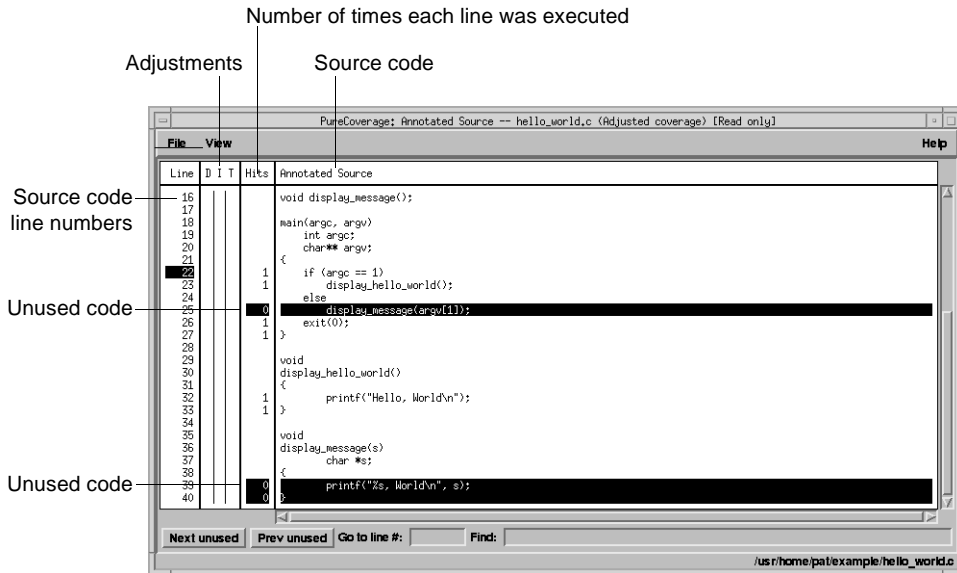 Number of times each line was executed
Adjustments
Source code
PureCoverage: Annotated Source -- hello_world.c (Adjusted coverage) [Read only]
File View Help
Line D I T Hits Annotated Source
Source code
line numbers
16 void display_message();
17
18 main(argc, argv)
19 int argc;
20 char** argv;
21 {
22 1 if (argc == 1)
23 1 display_hello_world();
24 else
Unused code
25 0 display_message(argv[1]);
26 1 exit(0);
27 1 }
28
29 void
30 display_hello_world()
31 {
32 1 printf("Hello, World\n");
33 1 }
34
35 void
36 display_message(s)
37 char *s;
38 {
Unused code
39 0 printf("%s, World\n", s);
40 0 }
Next unused Prev unused Go to line #: Find:
/usr/home/pat/example/hello_world.c